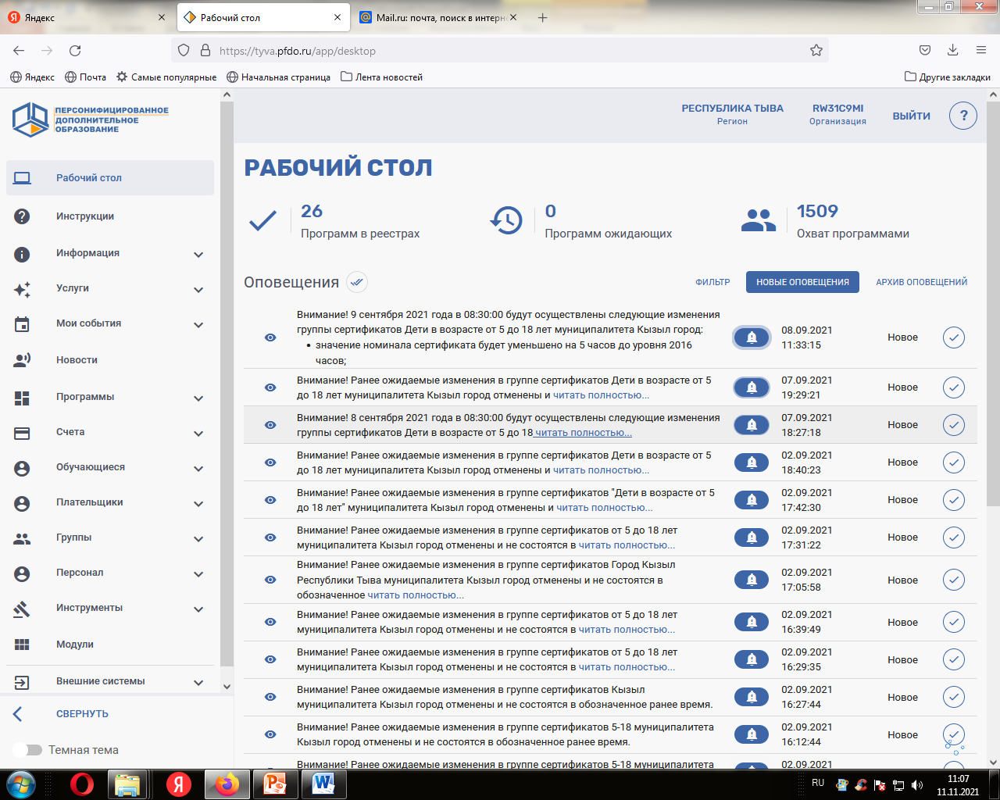 Яндекс
Рабочий стол
Mail.ru: почта, поиск в интерн
https://tyva.pfdo.ru/app/desktop
Яндекс
Почта
Самые популярные
Начальная страница
Лента новостей
Другие закладки
ПЕРСОНИФИЦИРОВАННОЕ
ДОПОЛНИТЕЛЬНОЕ
ОБРАЗОВАНИЕ
РЕСПУБЛИКА ТЫВА
Регион
RW31C9MI
Организация
ВЫЙТИ
?
Рабочий стол
Инструкции
Информация
Услуги
Мои события
Новости
Программы
Счета
Обучающиеся
Плательщики
Группы
Персонал
Инструменты
Модули
Внешние системы
СВЕРНУТЬ
Темная тема
РАБОЧИЙ СТОЛ
26
Программ в реестрах
0
Программ ожидающих
1509
Охват программами
Оповещения
ФИЛЬТР
НОВЫЕ ОПОВЕЩЕНИЯ
АРХИВ ОПОВЕЩЕНИЙ
Внимание! 9 сентября 2021 года в 08:30:00 будут осуществлены следующие изменения
группы сертификатов Дети в возрасте от 5 до 18 лет муниципалитета Кызыл город:
• значение номинала сертификата будет уменьшено на 5 часов до уровня 2016
часов;
08.09.2021
11:33:15
Новое
Внимание! Ранее ожидаемые изменения в группе сертификатов Дети в возрасте от 5
до 18 лет муниципалитета Кызыл город отменены и читать полностью...
07.09.2021
19:29:21
Новое
Внимание! 8 сентября 2021 года в 08:30:00 будут осуществлены следующие изменения
группы сертификатов Дети в возрасте от 5 до 18 читать полностью...
07.09.2021
18:27:18
Новое
Внимание! Ранее ожидаемые изменения в группе сертификатов Дети в возрасте от 5
до 18 лет муниципалитета Кызыл город отменены и читать полностью...
02.09.2021
18:40:23
Новое
Внимание! Ранее ожидаемые изменения в группе сертификатов "Дети в возрасте от 5
до 18 лет" муниципалитета Кызыл город отменены и читать полностью...
02.09.2021
17:42:30
Новое
Внимание! Ранее ожидаемые изменения в группе сертификатов от 5 до 18 лет
муниципалитета Кызыл город отменены и не состоятся в читать полностью...
02.09.2021
17:31:22
Новое
Внимание! Ранее ожидаемые изменения в группе сертификатов Город Кызыл
Республики Тыва муниципалитета Кызыл город отменены и не состоятся в
обозначенное читать полностью...
02.09.2021
17:05:58
Новое
Внимание! Ранее ожидаемые изменения в группе сертификатов от 5 до 18 лет
муниципалитета Кызыл город отменены и не состоятся в читать полностью...
02.09.2021
16:39:49
Новое
Внимание! Ранее ожидаемые изменения в группе сертификатов от 5 до 18 лет
муниципалитета Кызыл город отменены и не состоятся в читать полностью...
02.09.2021
16:29:35
Новое
Внимание! Ранее ожидаемые изменения в группе сертификатов Кызыл
муниципалитета Кызыл город отменены и не состоятся в обозначенное ранее время.
02.09.2021
16:27:44
Новое
Внимание! Ранее ожидаемые изменения в группе сертификатов 5-18 муниципалитета
Кызыл город отменены и не состоятся в обозначенное ранее время.
02.09.2021
16:12:44
Новое
Внимание! Ранее ожидаемые изменения в группе сертификатов 5-18 муниципалитета
02.09.2021
RU
11:07
11.11.2021